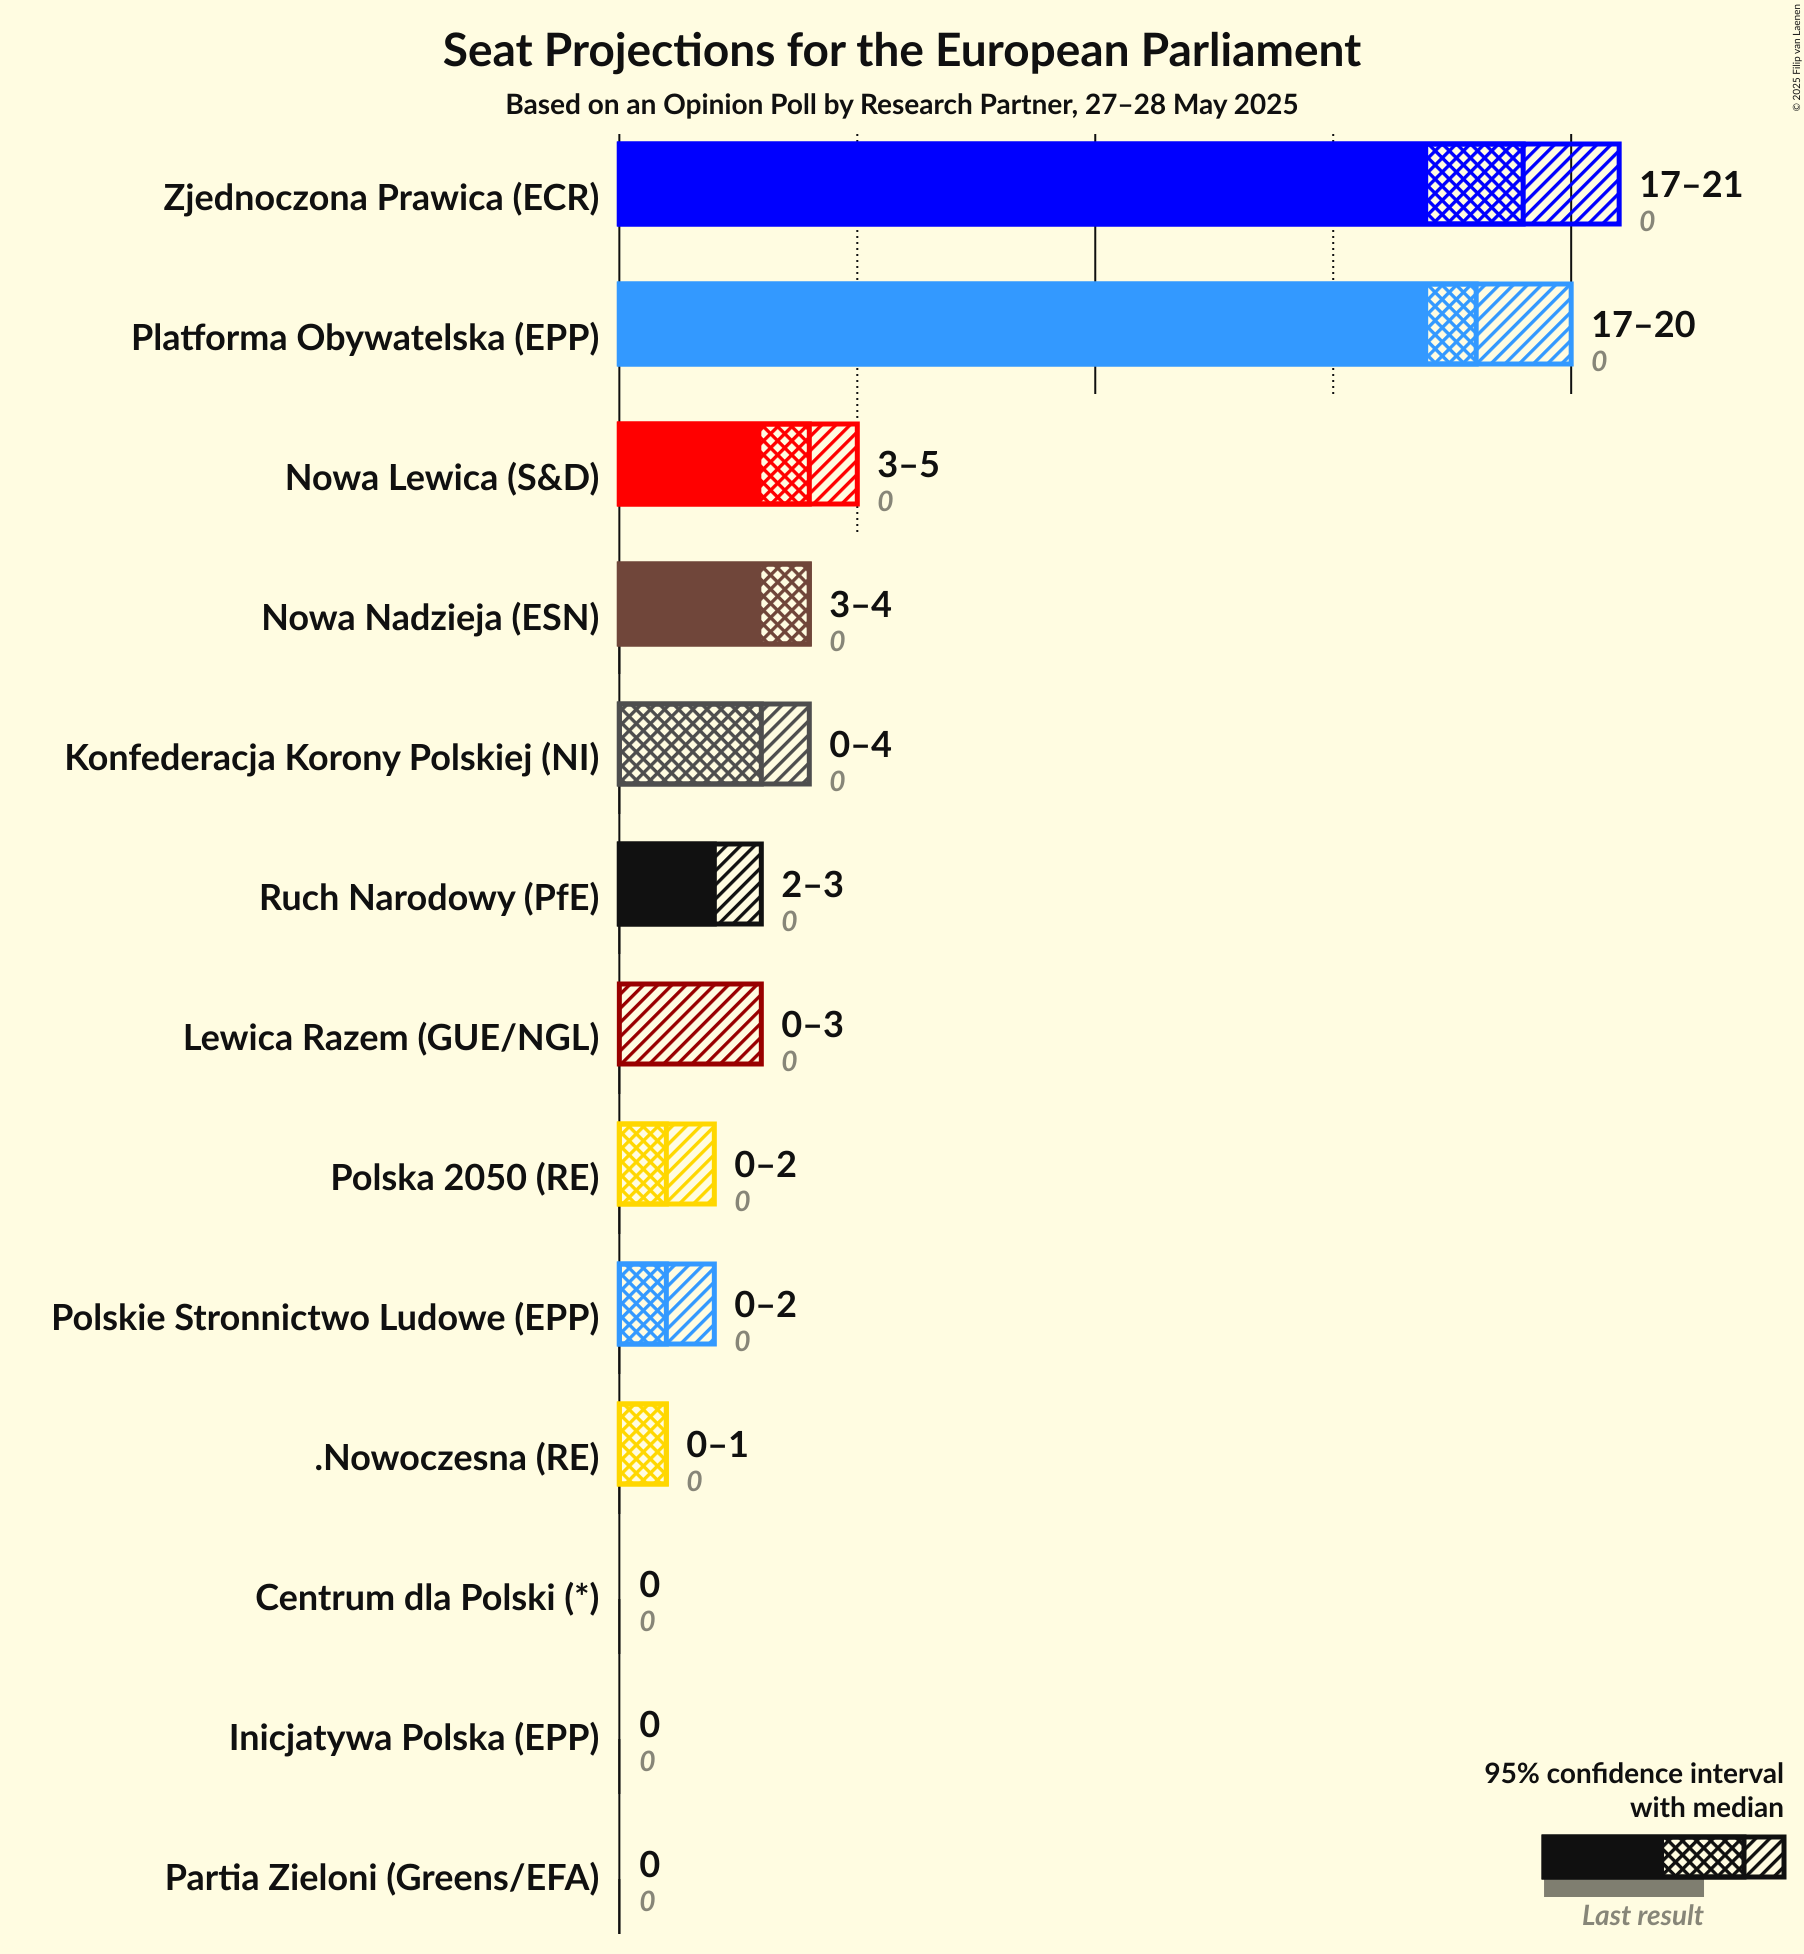 Seat Projections for the European Parliament
Based on an Opinion Poll by Research Partner, 27–28 May 2025
© 2025 Filip van Laenen
Zjednoczona Prawica (ECR)
17–21
0
Platforma Obywatelska (EPP)
17–20
0
Nowa Lewica (S&D)
3–5
0
Nowa Nadzieja (ESN)
3–4
0
Konfederacja Korony Polskiej (NI)
0–4
0
Ruch Narodowy (PfE)
2–3
0
Lewica Razem (GUE/NGL)
0–3
0
Polska 2050 (RE)
0–2
0
Polskie Stronnictwo Ludowe (EPP)
0–2
0
.Nowoczesna (RE)
0–1
0
Centrum dla Polski (*)
0
0
Inicjatywa Polska (EPP)
0
0
Partia Zieloni (Greens/EFA)
0
0
95% confidence interval
with median
Last result